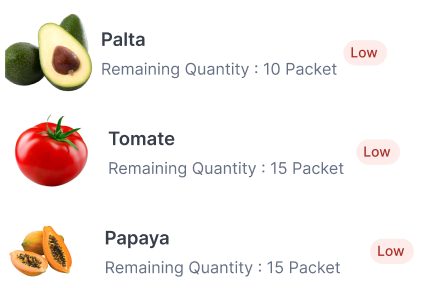 Palta
Remaining Quantity : 10 Packet
Low
Tomate
Remaining Quantity : 15 Packet
Low
Papaya
Remaining Quantity : 15 Packet
Low